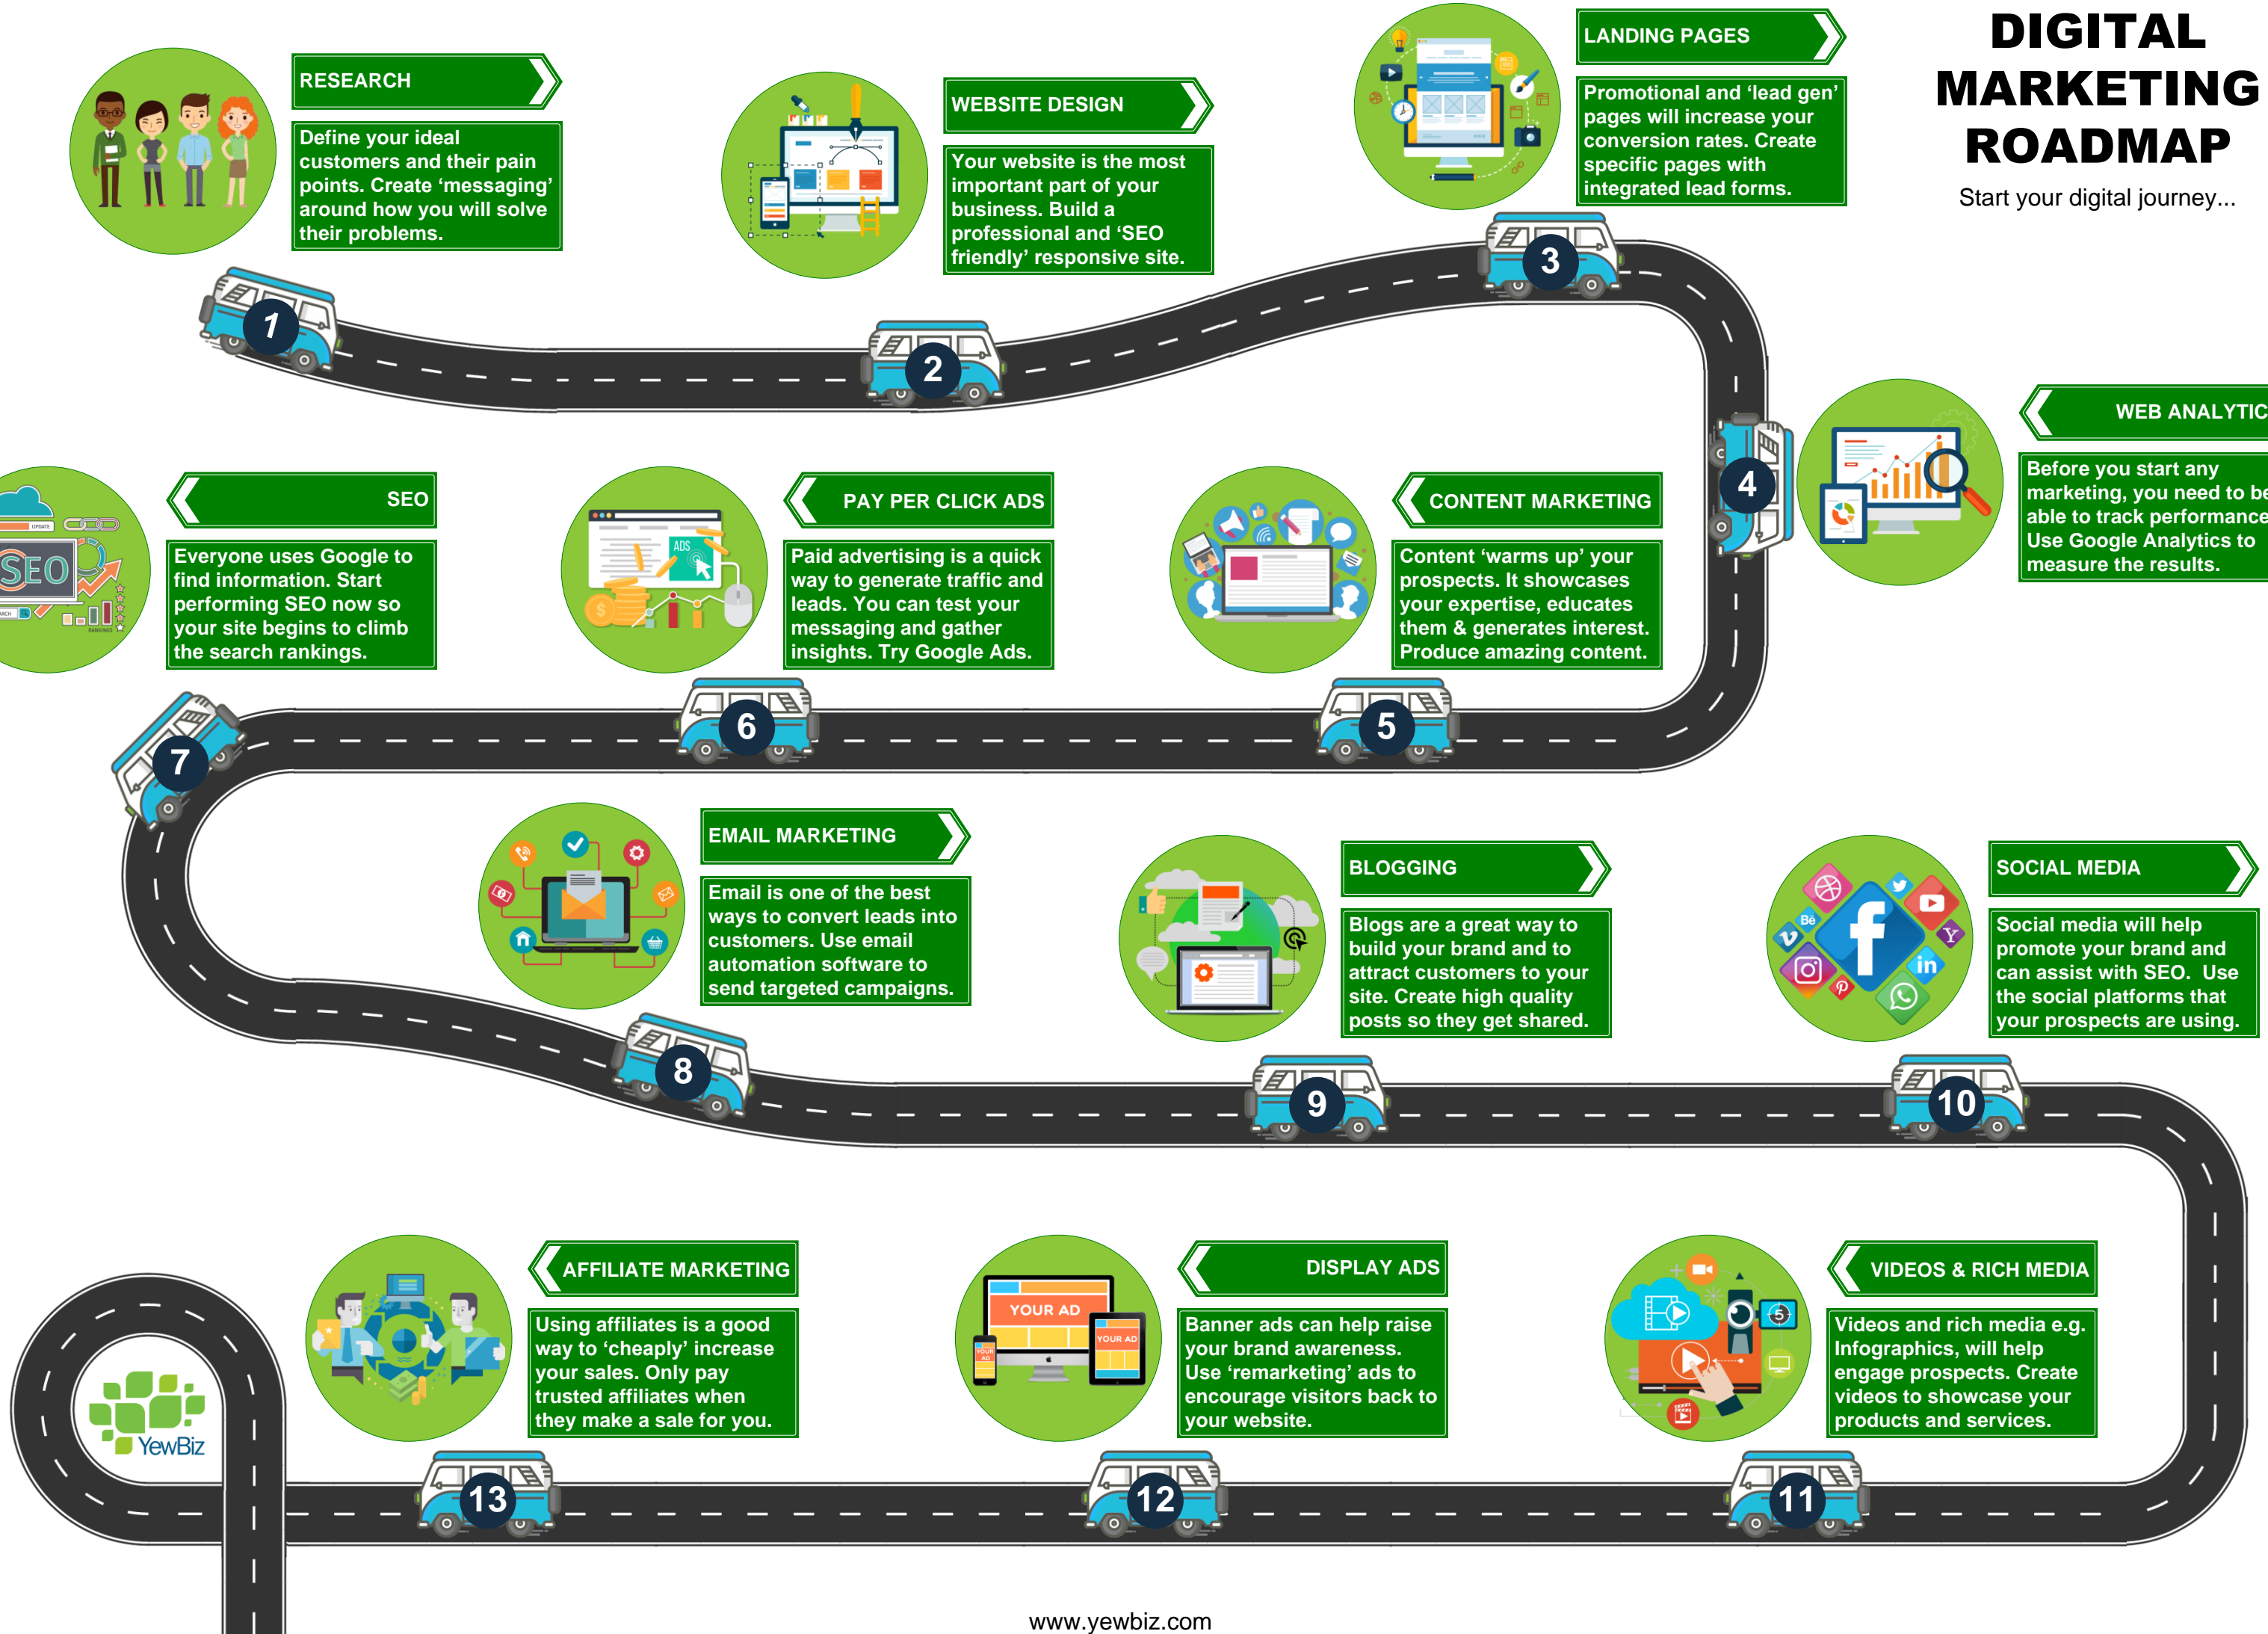 DIGITAL
MARKETING
ROADMAP
Start your digital journey...
RESEARCH
Define your ideal
customers and their pain
points. Create ‘messaging’
around how you will solve
their problems.
1
WEBSITE DESIGN
Your website is the most
important part of your
business. Build a
professional and ‘SEO
friendly’ responsive site.
2
LANDING PAGES
Promotional and ‘lead gen’
pages will increase your
conversion rates. Create
specific pages with
integrated lead forms.
3
WEB ANALYTIC
Before you start any
marketing, you need to be
able to track performance
Use Google Analytics to
measure the results.
4
CONTENT MARKETING
Content ‘warms up’ your
prospects. It showcases
your expertise, educates
them & generates interest.
Produce amazing content.
5
PAY PER CLICK ADS
Paid advertising is a quick
way to generate traffic and
leads. You can test your
messaging and gather
insights. Try Google Ads.
ADS
$
6
SEO
Everyone uses Google to
find information. Start
performing SEO now so
your site begins to climb
the search rankings.
UPDATE
SEO
RANKINGS
7
EMAIL MARKETING
Email is one of the best
ways to convert leads into
customers. Use email
automation software to
send targeted campaigns.
8
BLOGGING
Blogs are a great way to
build your brand and to
attract customers to your
site. Create high quality
posts so they get shared.
9
SOCIAL MEDIA
Social media will help
promote your brand and
can assist with SEO.  Use
the social platforms that
your prospects are using.
Bē
f
in
Y
10
VIDEOS & RICH MEDIA
Videos and rich media e.g.
Infographics, will help
engage prospects. Create
videos to showcase your
products and services.
5
11
DISPLAY ADS
Banner ads can help raise
your brand awareness.
Use ‘remarketing’ ads to
encourage visitors back to
your website.
YOUR AD
YOUR AD
YOUR
AD
12
AFFILIATE MARKETING
Using affiliates is a good
way to ‘cheaply’ increase
your sales. Only pay
trusted affiliates when
they make a sale for you.
13
YewBiz
www.yewbiz.com